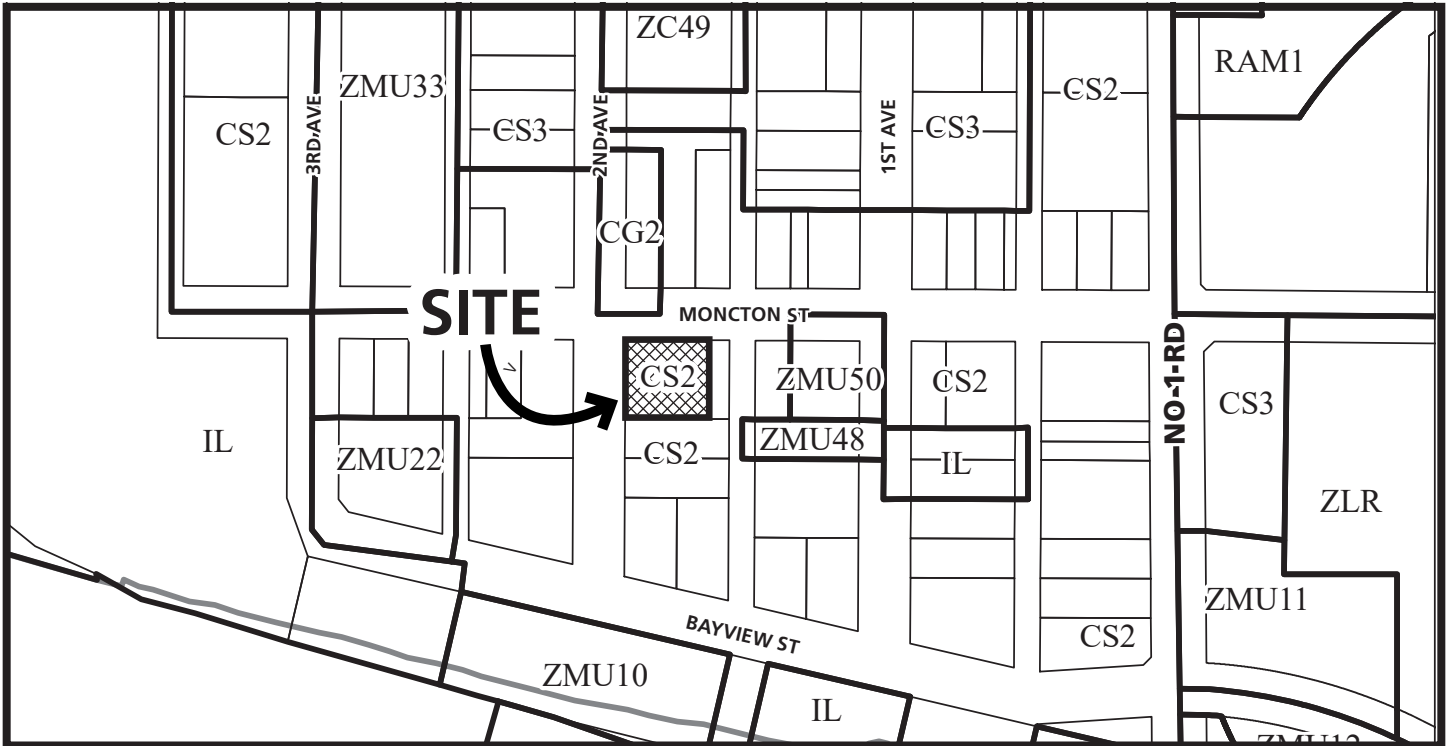 ZC49
RAM1
ZMU33
CS2
CS2
3RD AVE
CS3
2ND AVE
1ST AVE
CS3
CG2
SITE
MONCTON ST
NO 1 RD
CS2
ZMU50
CS2
CS3
IL
ZMU22
CS2
ZMU48
IL
ZLR
ZMU11
BAYVIEW ST
CS2
ZMU10
IL
ZMU12